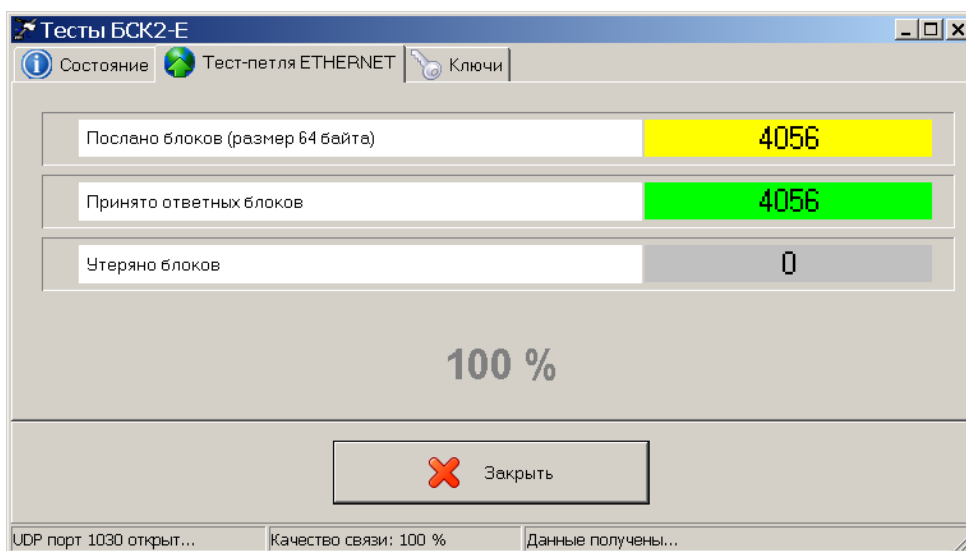 Тесты БСК2-Е
Состояние Тест-петля ETHERNET Ключи
Послано блоков (размер 64 байта) 4056
Принято ответных блоков 4056
Утеряно блоков 0
100 %
Закрыть
UDP порт 1030 открыт... Качество связи: 100 % Данные получены...